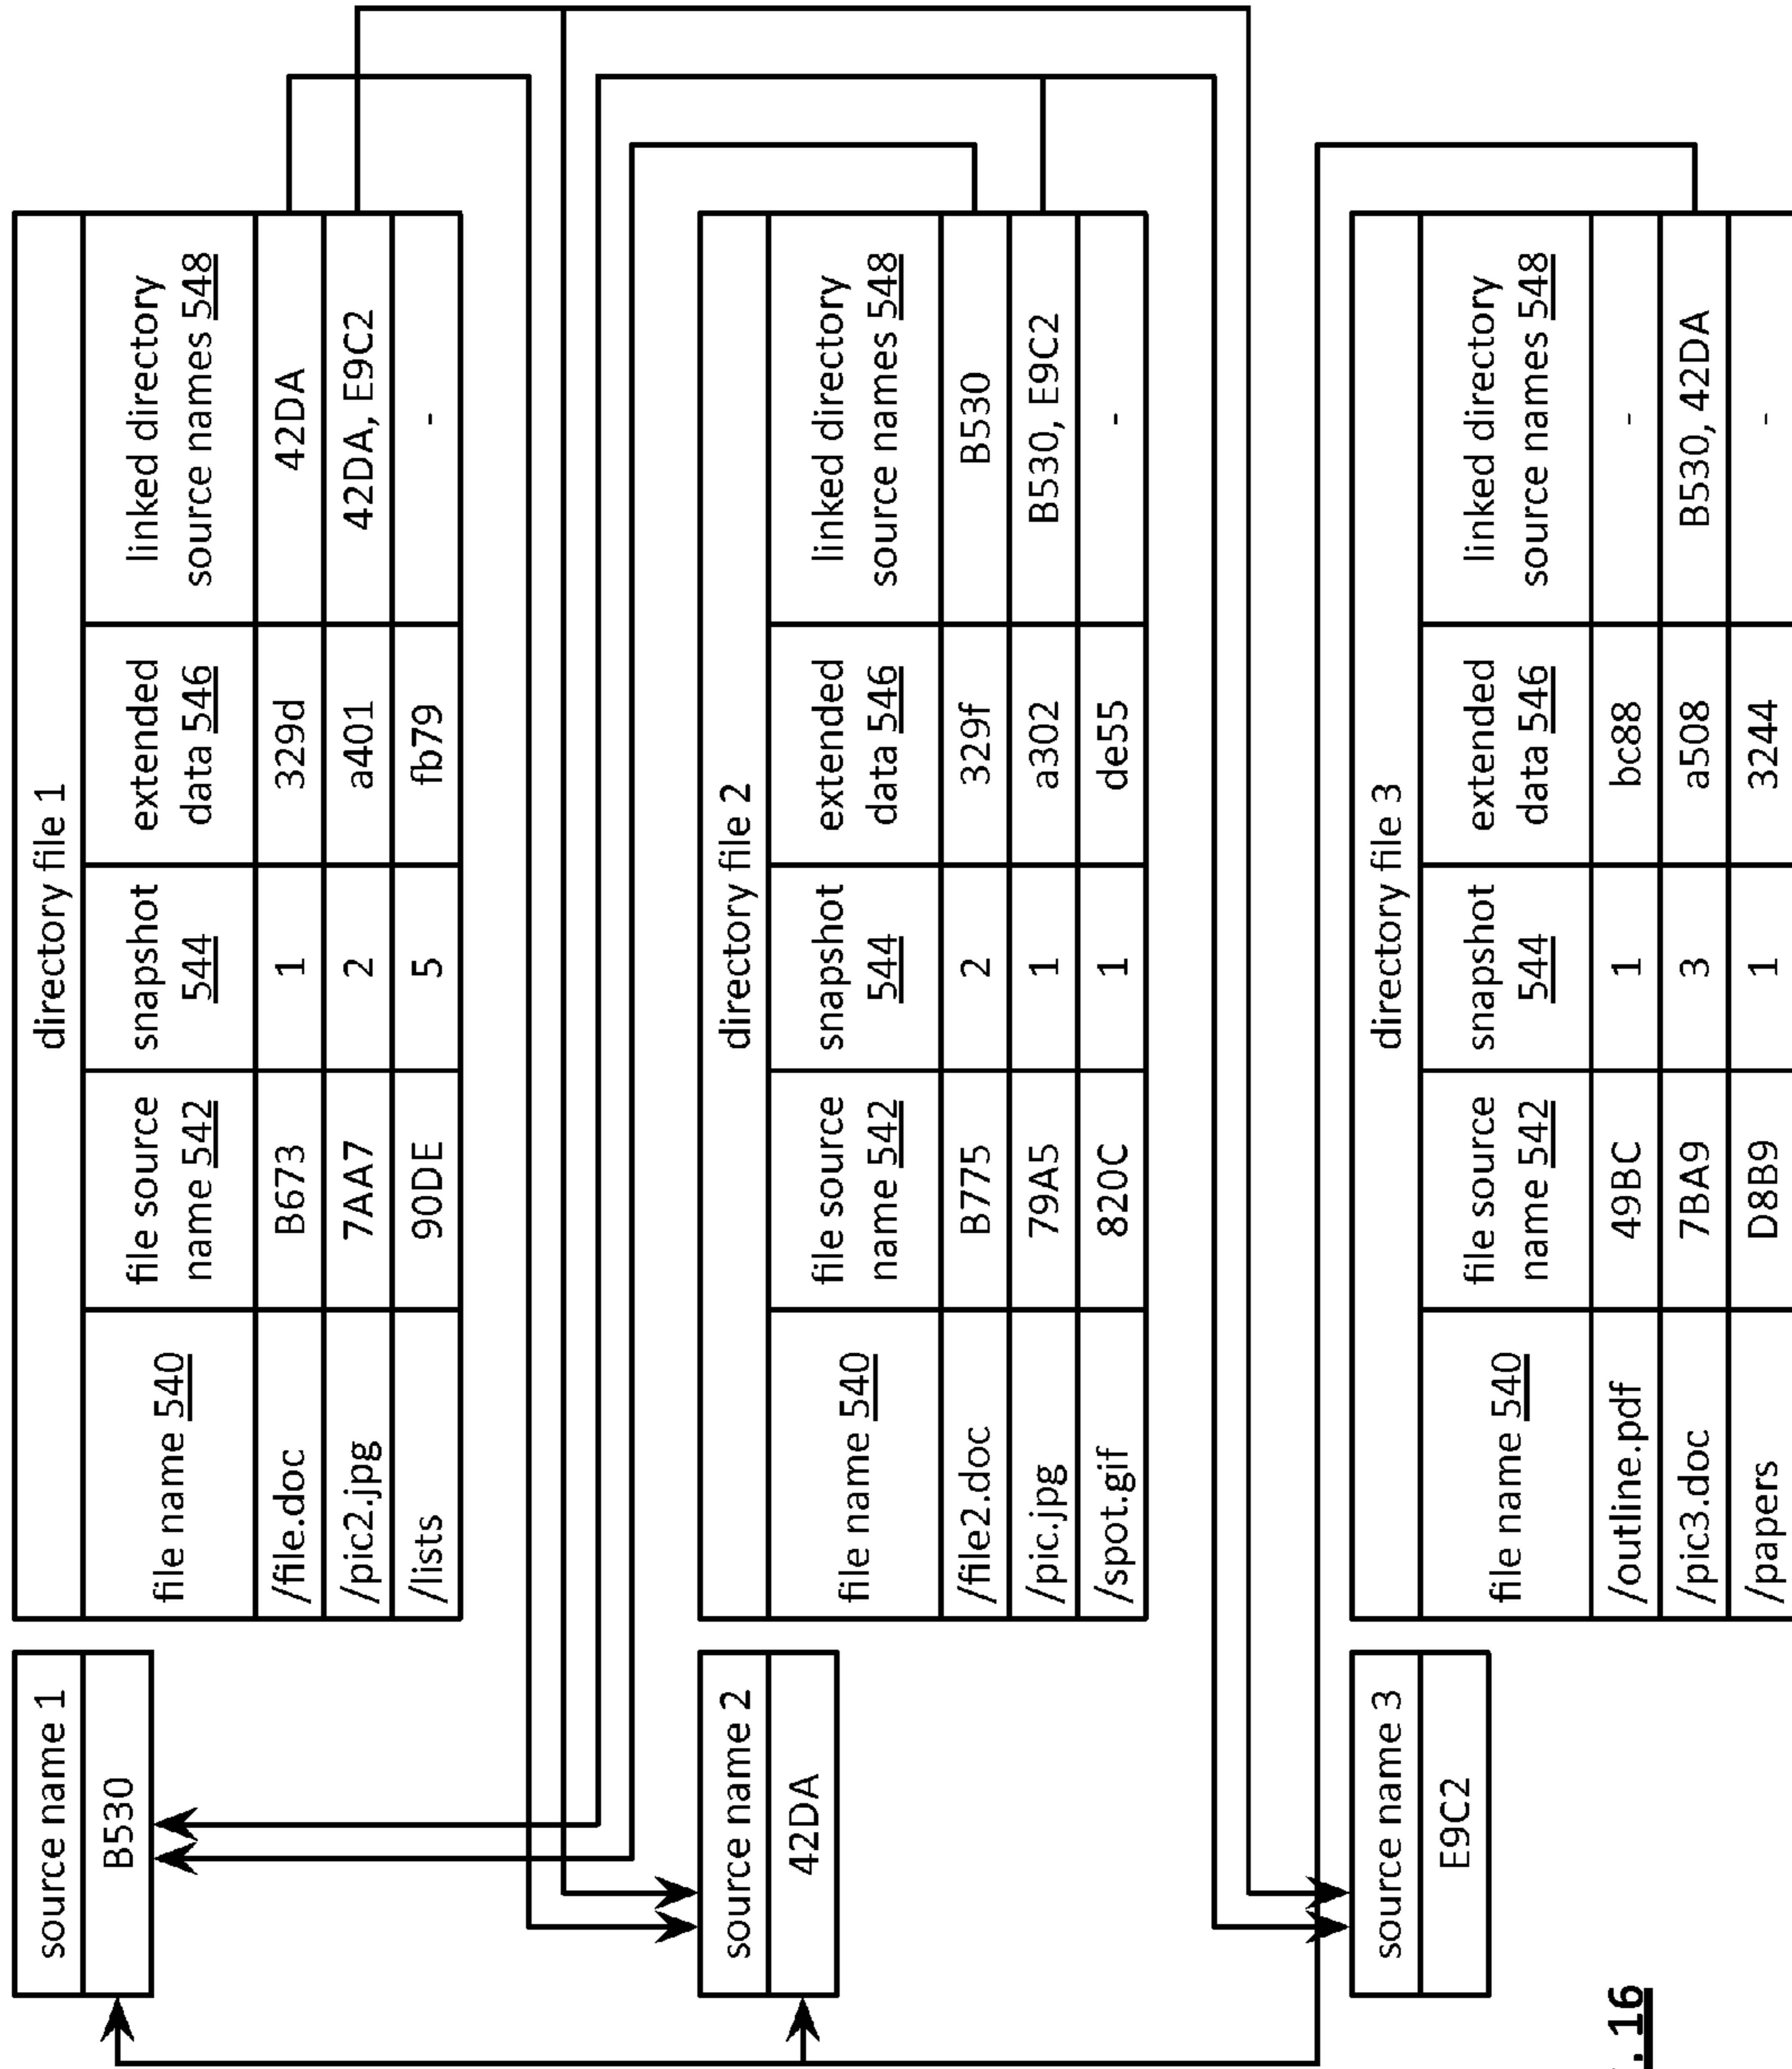 source name 1
B530
directory file 1
file name 540
file source name 542
snapshot 544
extended data 546
linked directory source names 548
/file.doc B673 1 329d 42DA
/pic2.jpg 7AA7 2 a401 42DA, E9C2
/lists 90DE 5 fb79 -
source name 2
42DA
directory file 2
file name 540
file source name 542
snapshot 544
extended data 546
linked directory source names 548
/file2.doc B775 2 329f B530
/pic.jpg 79A5 1 a302 B530, E9C2
/spot.gif 820C 1 de55 -
source name 3
E9C2
directory file 3
file name 540
file source name 542
snapshot 544
extended data 546
linked directory source names 548
/outline.pdf 49BC 1 bc88 -
/pic3.doc 7BA9 3 a508 B530, 42DA
/papers D8B9 1 3244 -
.16